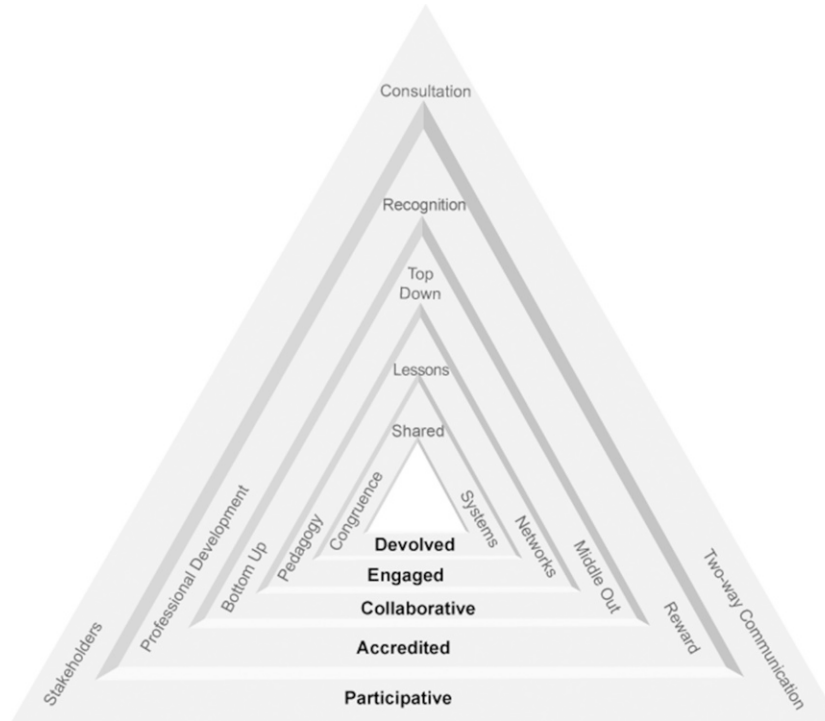 Consultation
Recognition
Top
Down
Lessons
Shared
Congruence
Systems
Pedagogy
Networks
Bottom Up
Middle Out
Professional Development
Reward
Stakeholders
Two-way Communication
Devolved
Engaged
Collaborative
Accredited
Participative